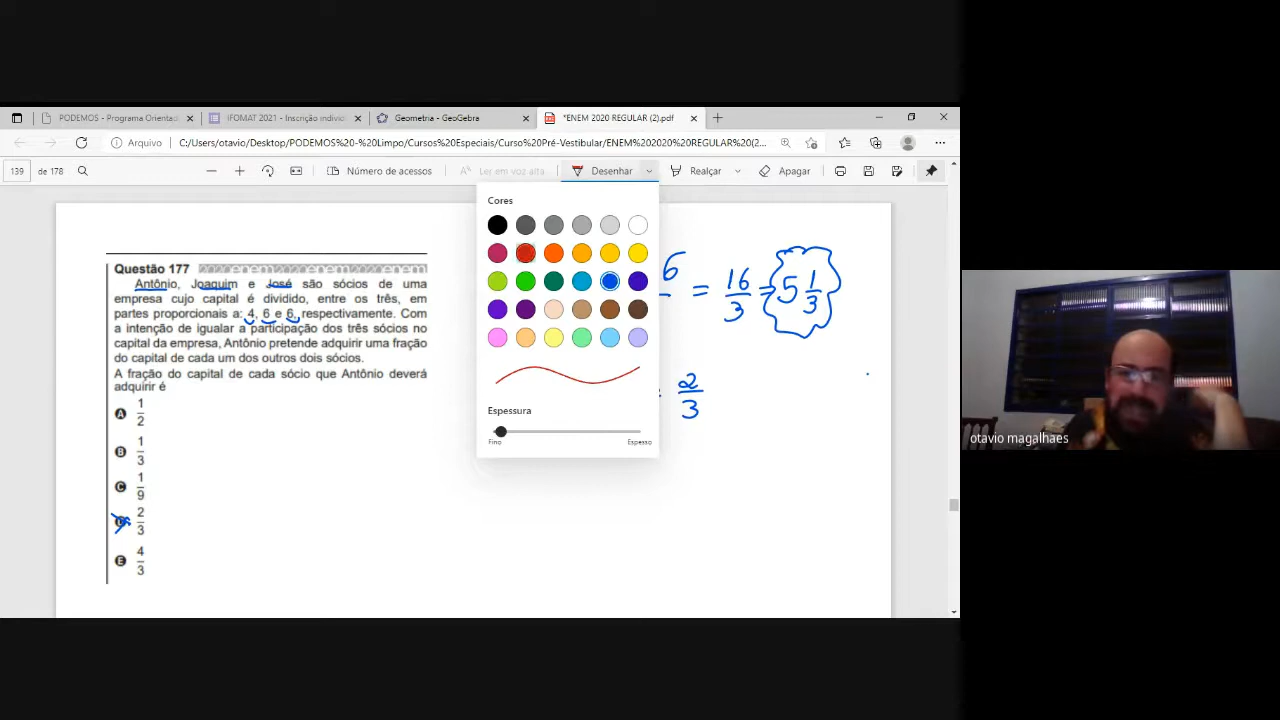 PODEMOS - Programa Orienta
IFOMAT 2021 - Inscrição individ
Geometria - GeoGebra
*ENEM 2020 REGULAR (2).pdf
Arquivo
C:/Users/otavio/Desktop/PODEMOS%20-%20Limpo/Cursos%20Especiais/Curso%20Pré-Vestibular/ENEM%202020%20REGULAR%20(2...
139 de 178
Número de acessos
Ler em voz alta
Desenhar
Realçar
Apagar
Cores
Espessura
Fino
Espesso
Questão 177
Antônio, Joaquim e José são sócios de uma
empresa cujo capital é dividido, entre os três, em
partes proporcionais a: 4, 6 e 6, respectivamente. Com
a intenção de igualar a participação dos três sócios no
capital da empresa, Antônio pretende adquirir uma fração
do capital de cada um dos outros dois sócios.
A fração do capital de cada sócio que Antônio deverá
adquirir é
A 1/2
B 1/3
C 1/9
2/3
E 4/3
6 = 16/3 = 5 1/3
2/3
otavio magalhaes